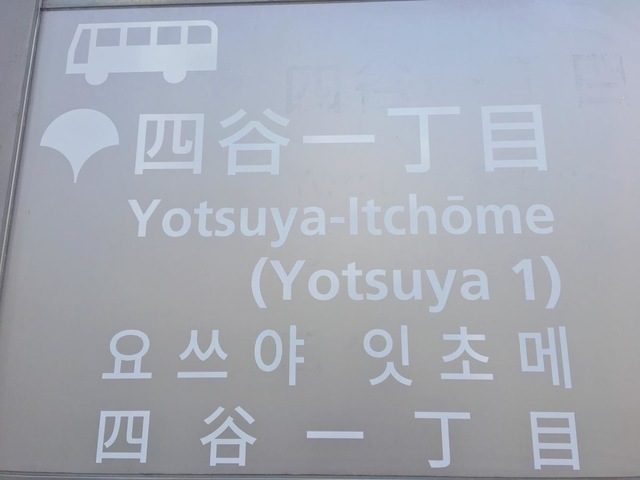 四谷一丁目
Yotsuya-Itchōme
(Yotsuya 1)
요쓰야 잇초메
四谷一丁目